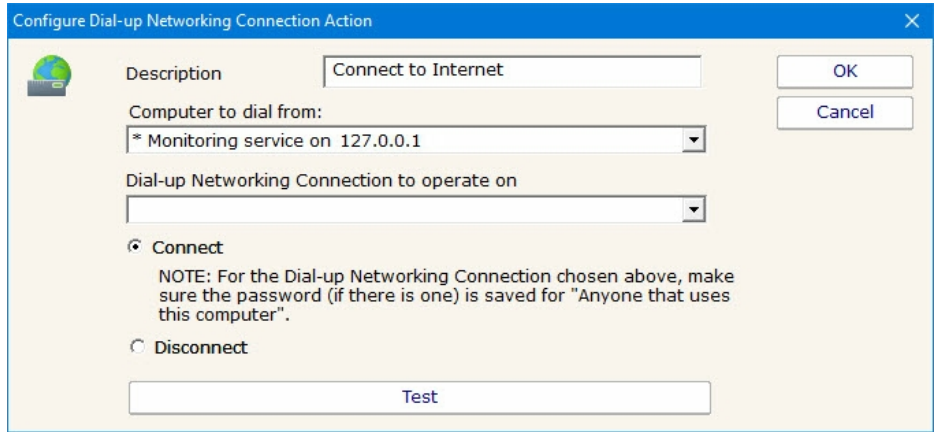 Configure Dial-up Networking Connection Action
Description
Connect to Internet
OK
Computer to dial from:
Cancel
* Monitoring service on 127.0.0.1
Dial-up Networking Connection to operate on
Connect
NOTE: For the Dial-up Networking Connection chosen above, make
sure the password (if there is one) is saved for "Anyone that uses
this computer".
Disconnect
Test